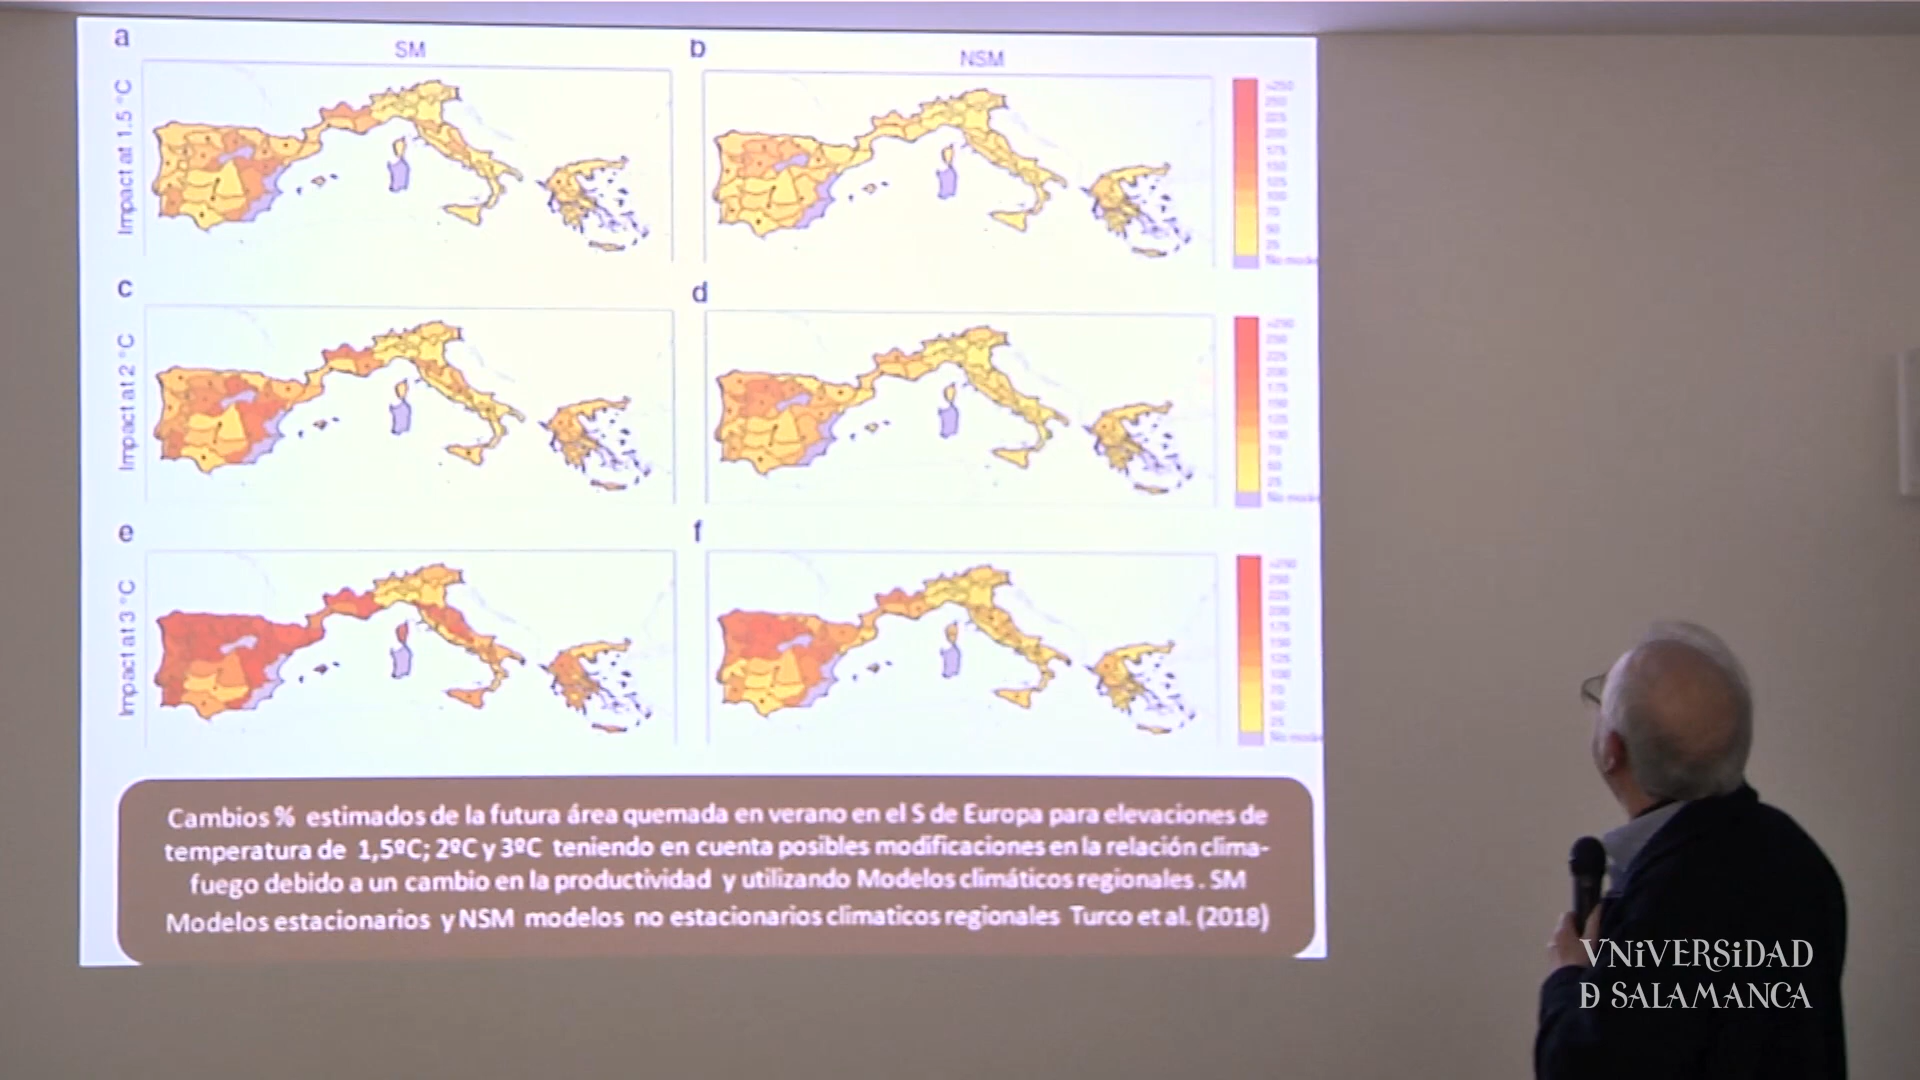 a
SM
b
NSM
Impact at 1.5 °C
c
d
Impact at 2 °C
e
f
Impact at 3 °C
Cambios % estimados de la futura área quemada en verano en el S de Europa para elevaciones de
temperatura de 1,5ºC; 2ºC y 3ºC teniendo en cuenta posibles modificaciones en la relación clima-
fuego debido a un cambio en la productividad y utilizando Modelos climáticos regionales . SM
Modelos estacionarios y NSM modelos no estacionarios climaticos regionales Turco et al. (2018)
VNiVERSiDAD
Đ SALAMANCA